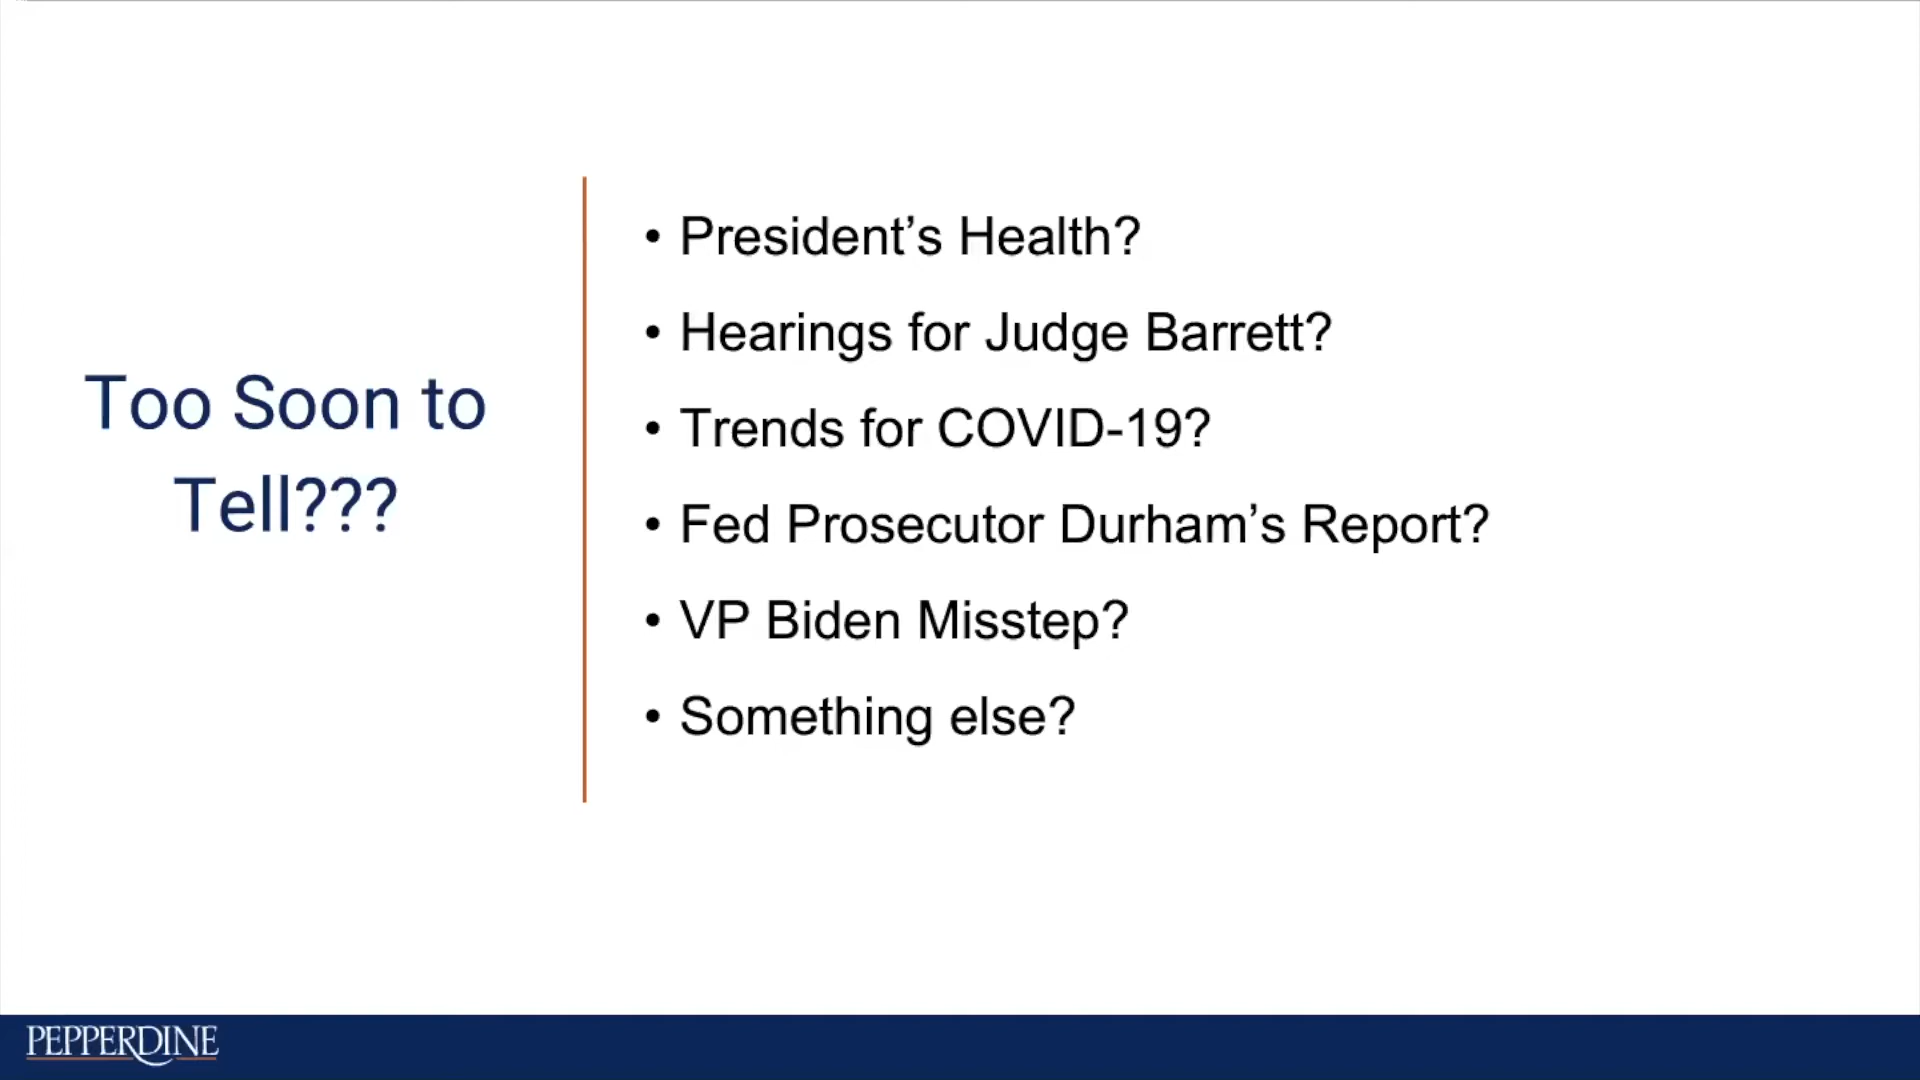 Too Soon to
Tell???
• President’s Health?
• Hearings for Judge Barrett?
• Trends for COVID-19?
• Fed Prosecutor Durham’s Report?
• VP Biden Misstep?
• Something else?
PEPPERDINE